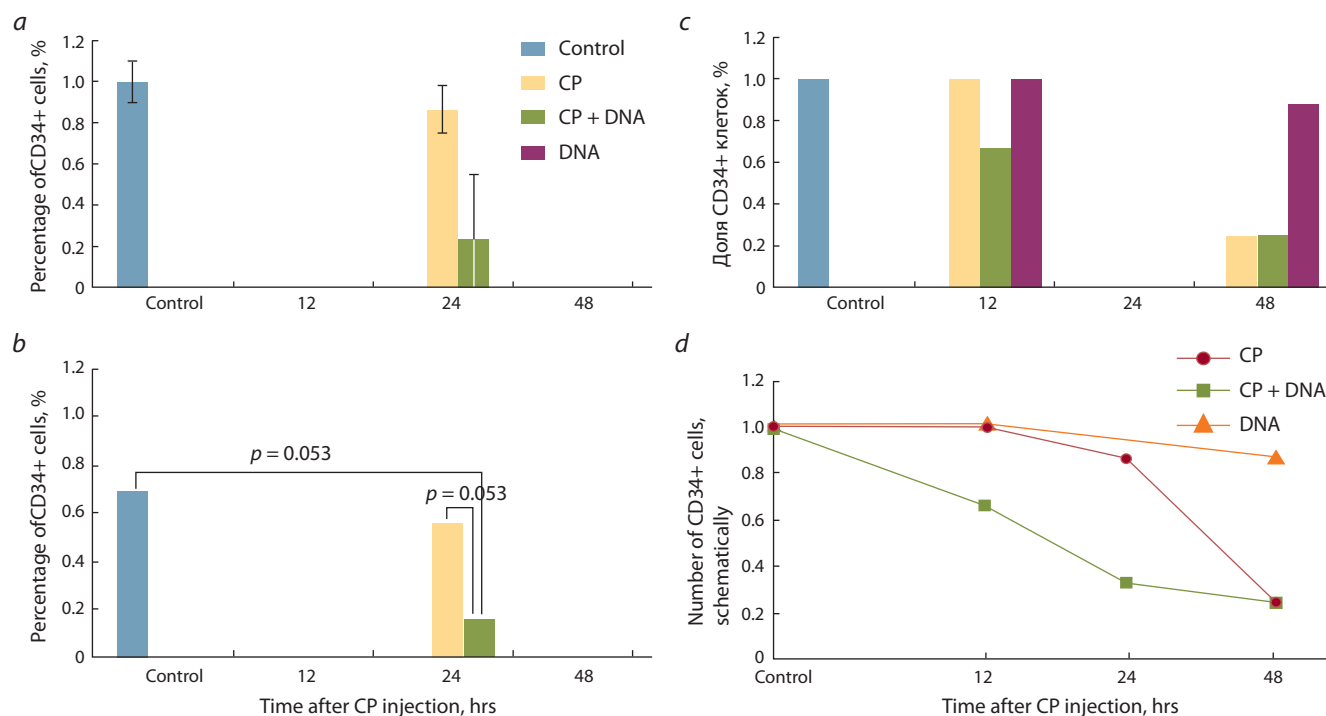 a
Percentage ofCD34+ cells, %
1.2
1.0
0.8
0.6
0.4
0.2
0
Control
12
24
48
Control
CP
CP + DNA
DNA
c
Доля CD34+ клеток, %
1.2
1.0
0.8
0.6
0.4
0.2
0
Control
12
24
48
b
Percentage ofCD34+ cells, %
1.2
1.0
0.8
0.6
0.4
0.2
0
p = 0.053
p = 0.053
Control
12
24
48
Time after CP injection, hrs
d
Number of CD34+ cells,
schematically
1.2
1.0
0.8
0.6
0.4
0.2
0
CP
CP + DNA
DNA
Control
12
24
48
Time after CP injection, hrs